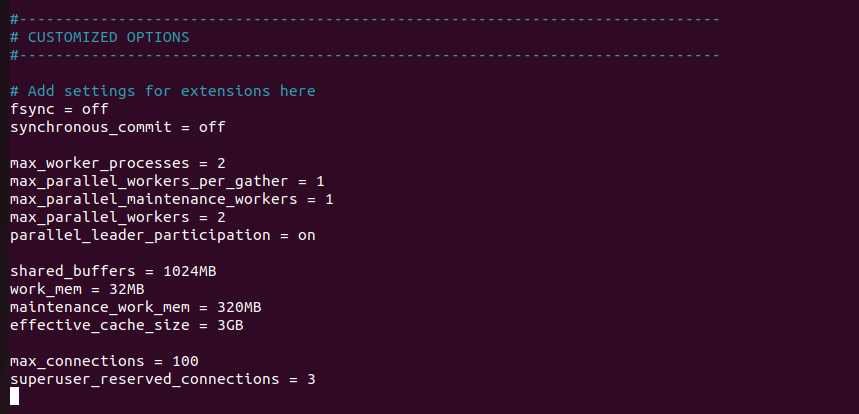 #------------------------------------------------------------------------------
# CUSTOMIZED OPTIONS
#------------------------------------------------------------------------------
# Add settings for extensions here
fsync = off
synchronous_commit = off
max_worker_processes = 2
max_parallel_workers_per_gather = 1
max_parallel_maintenance_workers = 1
max_parallel_workers = 2
parallel_leader_participation = on
shared_buffers = 1024MB
work_mem = 32MB
maintenance_work_mem = 320MB
effective_cache_size = 3GB
max_connections = 100
superuser_reserved_connections = 3